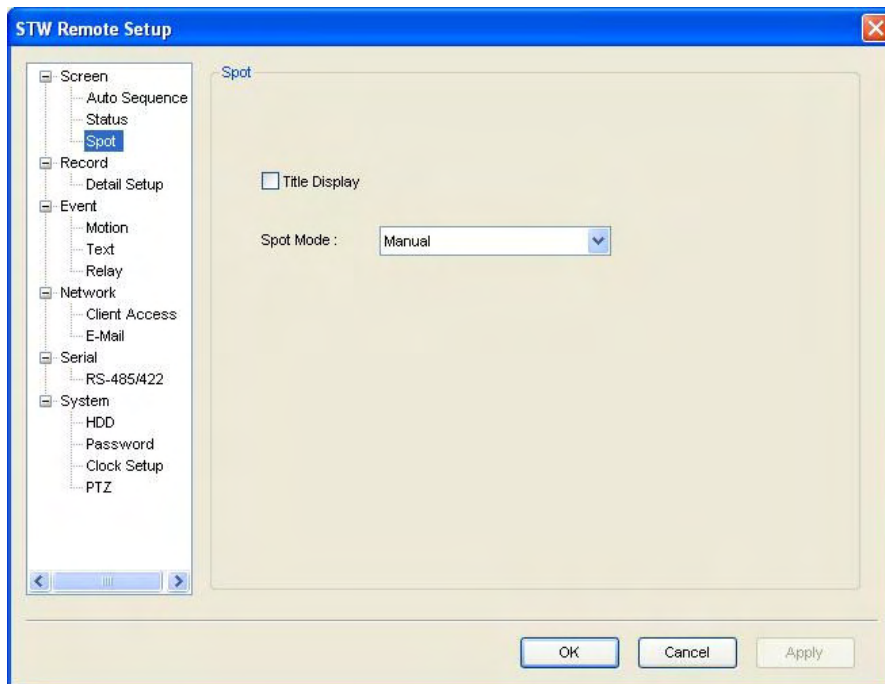 STW Remote Setup
Screen
Auto Sequence
Status
Spot
Record
Detail Setup
Event
Motion
Text
Relay
Network
Client Access
E-Mail
Serial
RS-485/422
System
HDD
Password
Clock Setup
PTZ
Spot
Title Display
Spot Mode : Manual
OK Cancel Apply